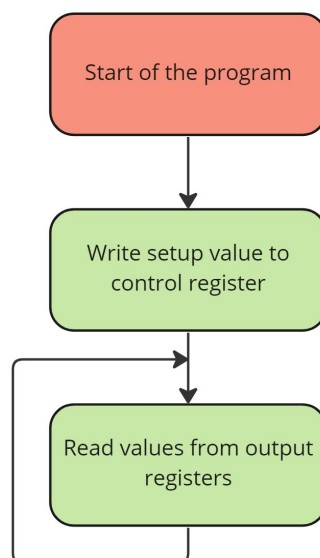 Start of the program
Write setup value to
control register
Read values from output
registers